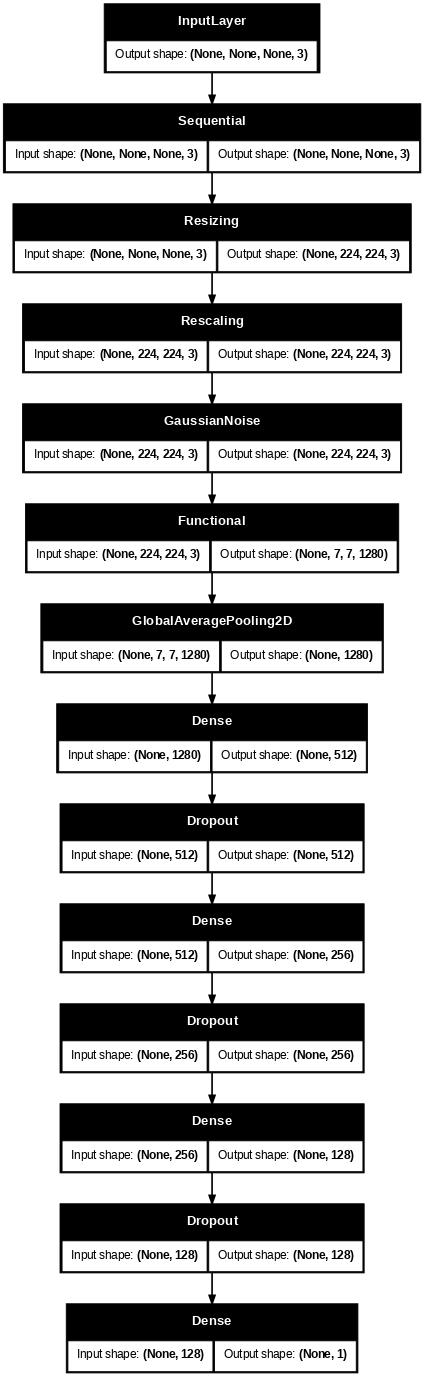 InputLayer
Output shape: (None, None, None, 3)
Sequential
Input shape: (None, None, None, 3) Output shape: (None, None, None, 3)
Resizing
Input shape: (None, None, None, 3) Output shape: (None, 224, 224, 3)
Rescaling
Input shape: (None, 224, 224, 3) Output shape: (None, 224, 224, 3)
GaussianNoise
Input shape: (None, 224, 224, 3) Output shape: (None, 224, 224, 3)
Functional
Input shape: (None, 224, 224, 3) Output shape: (None, 7, 7, 1280)
GlobalAveragePooling2D
Input shape: (None, 7, 7, 1280) Output shape: (None, 1280)
Dense
Input shape: (None, 1280) Output shape: (None, 512)
Dropout
Input shape: (None, 512) Output shape: (None, 512)
Dense
Input shape: (None, 512) Output shape: (None, 256)
Dropout
Input shape: (None, 256) Output shape: (None, 256)
Dense
Input shape: (None, 256) Output shape: (None, 128)
Dropout
Input shape: (None, 128) Output shape: (None, 128)
Dense
Input shape: (None, 128) Output shape: (None, 1)